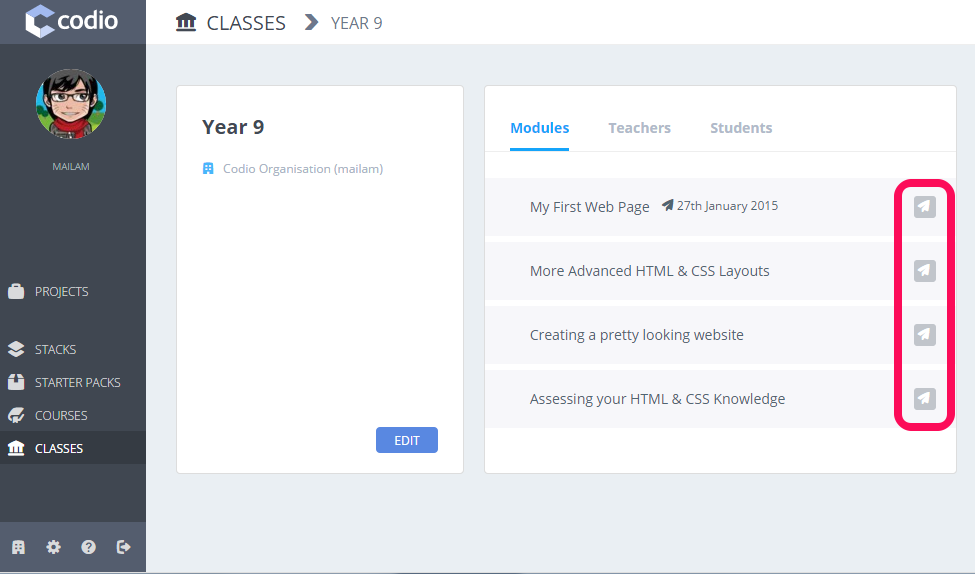 codio
CLASSES YEAR 9
MAILAM
PROJECTS
STACKS
STARTER PACKS
COURSES
CLASSES
Year 9
Codio Organisation (mailam)
EDIT
Modules Teachers Students
My First Web Page 27th January 2015
More Advanced HTML & CSS Layouts
Creating a pretty looking website
Assessing your HTML & CSS Knowledge